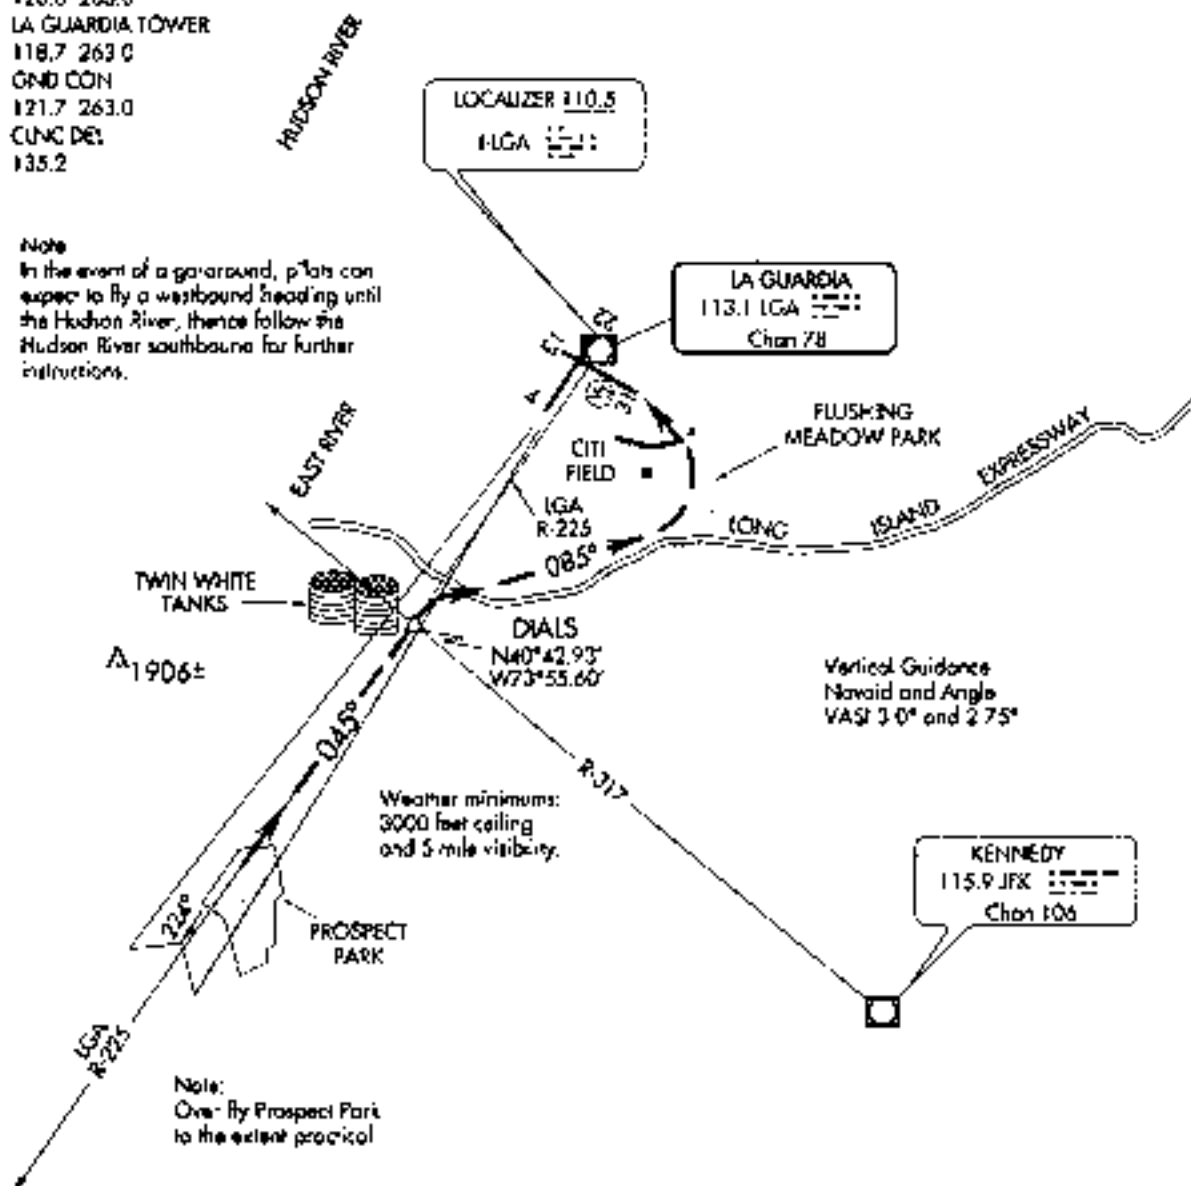 LA GUARDIA TOWER
118.7 263.0
GND CON
121.7 263.0
CLNC DEL
135.2
HUDSON RIVER
LOCALIZER 110.5
I-LGA
Note
In the event of a go-around, pilots can
expect to fly a westbound heading until
the Hudson River, thence follow the
Hudson River southbound for further
instructions.
LA GUARDIA
113.1 LGA
Chan 78
22
13
4
31
FLUSHING
MEADOW PARK
CITI
FIELD
EAST RIVER
LGA
R-225
LONG ISLAND EXPRESSWAY
085°
TWIN WHITE
TANKS
DIALS
N40°42.93'
W73°55.60'
1906±
Vertical Guidance
Navaid and Angle
VASI 3.0° and 2.75°
045°
R-317
Weather minimums:
3000 feet ceiling
and 5 mile visibility.
KENNEDY
115.9 JFK
Chan 106
224°
PROSPECT
PARK
LGA
R-225
Note:
Over fly Prospect Park
to the extent practical